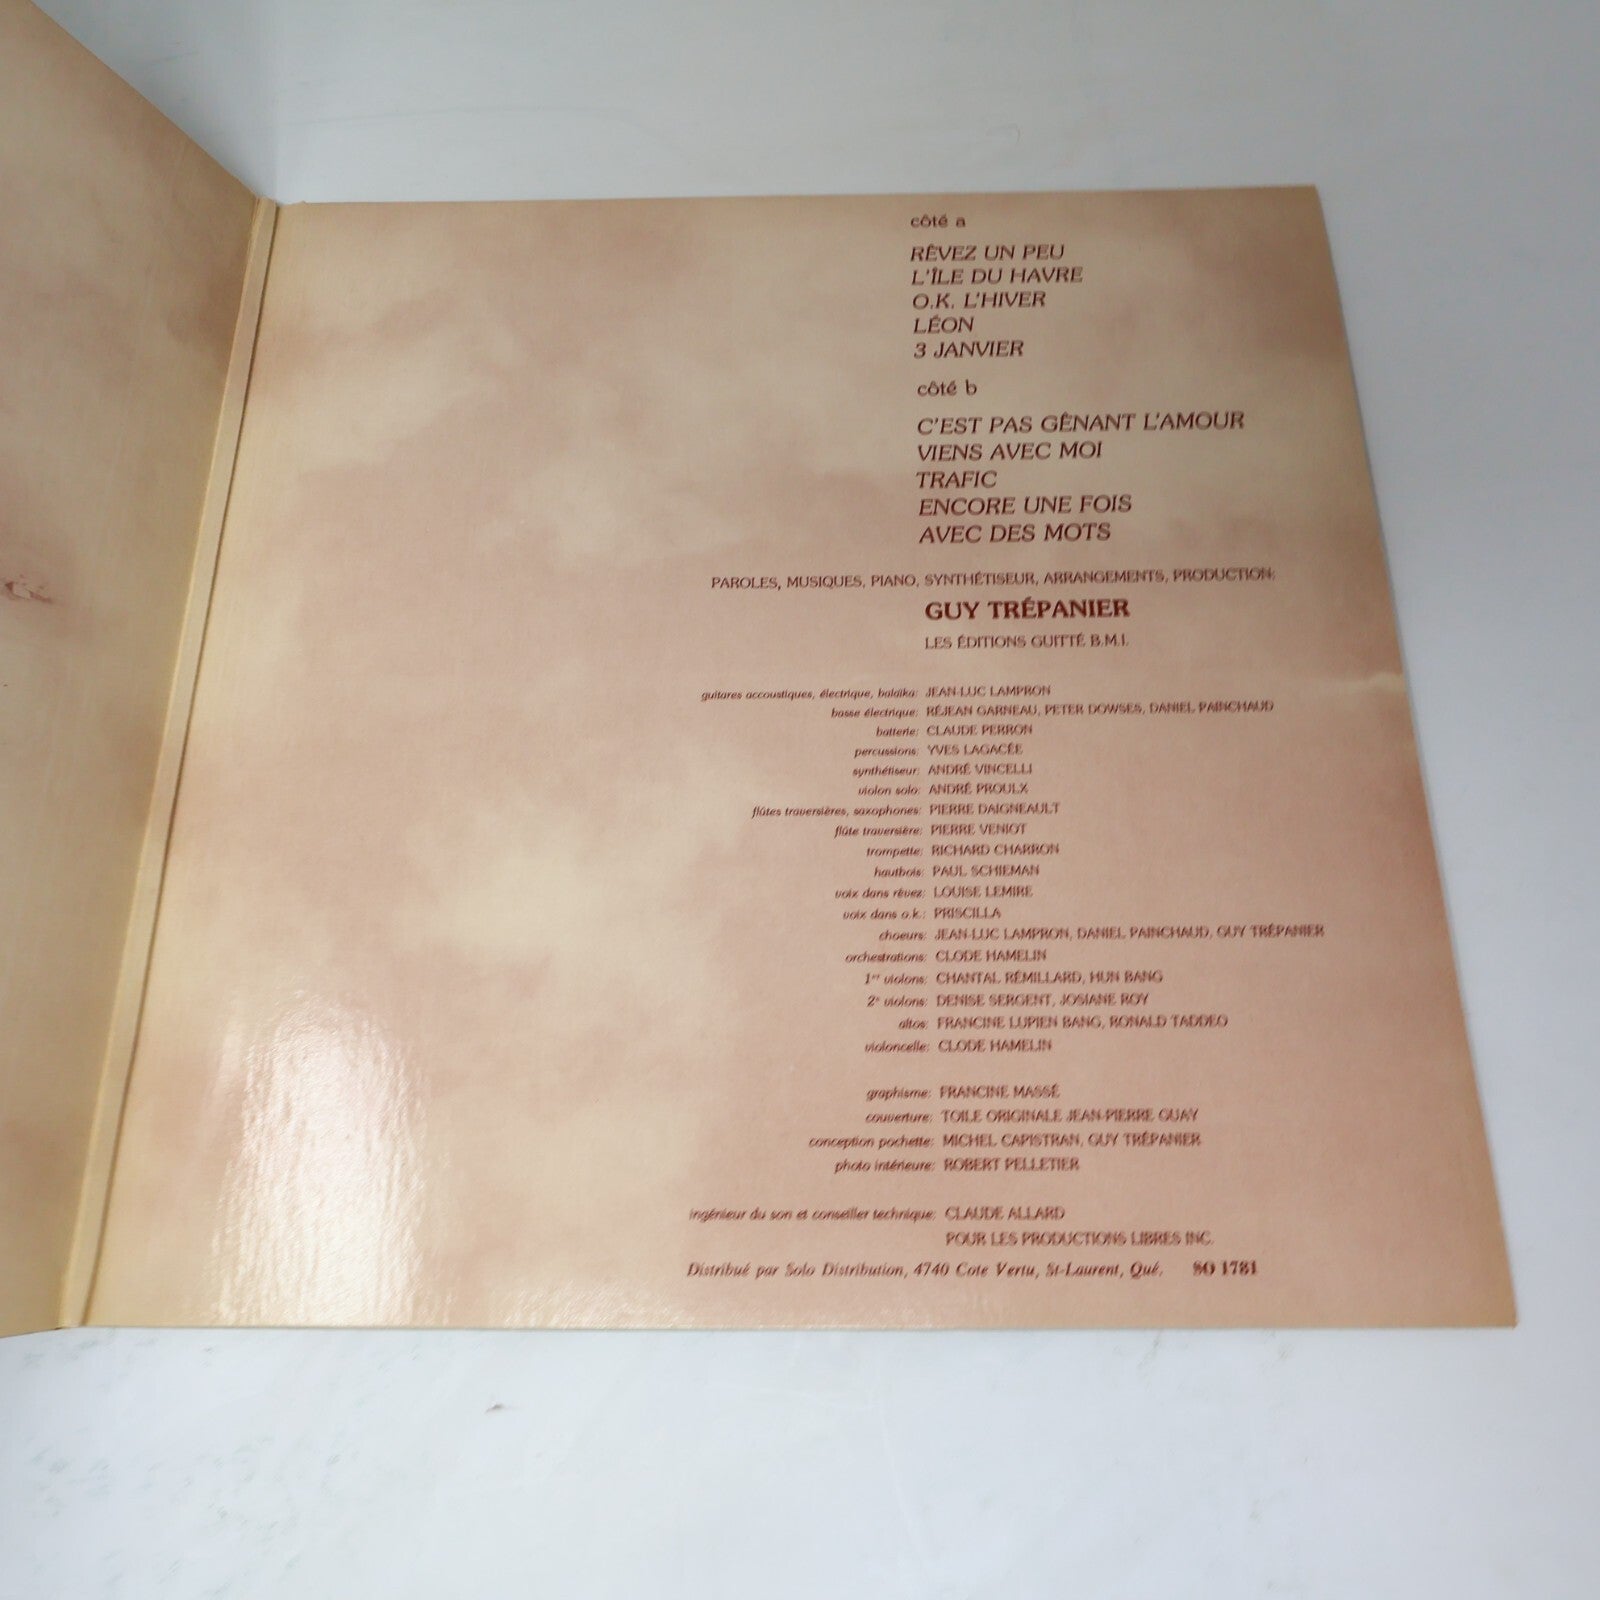 côté a
RÊVEZ UN PEU
L'ÎLE DU HAVRE
O.K. L'HIVER
LÉON
3 JANVIER
côté b
C'EST PAS GÊNANT L'AMOUR
VIENS AVEC MOI
TRAFIC
ENCORE UNE FOIS
AVEC DES MOTS
PAROLES, MUSIQUES, PIANO, SYNTHÉTISEUR, ARRANGEMENTS, PRODUCTION:
GUY TRÉPANIER
LES ÉDITIONS GUITTÉ B.M.I.
guitares accoustiques, électrique, balaïka: JEAN-LUC LAMPRON
basse électrique: RÉJEAN GARNEAU, PETER DOWSES, DANIEL PAINCHAUD
batterie: CLAUDE PERRON
percussions: YVES LAGACÉE
synthétiseur: ANDRÉ VINCELLI
violon solo: ANDRÉ PROULX
flûtes traversières, saxophones: PIERRE DAIGNEAULT
flûte traversière: PIERRE VENIOT
trompette: RICHARD CHARRON
hautbois: PAUL SCHIEMAN
voix dans rêvez: LOUISE LEMIRE
voix dans o.k.: PRISCILLA
choeurs: JEAN-LUC LAMPRON, DANIEL PAINCHAUD, GUY TRÉPANIER
orchestrations: CLODE HAMELIN
1ers violons: CHANTAL RÉMILLARD, HUN BANG
2e violons: DENISE SERGENT, JOSIANE ROY
altos: FRANCINE LUPIEN BANG, RONALD TADDEO
violoncelle: CLODE HAMELIN
graphisme: FRANCINE MASSÉ
couverture: TOILE ORIGINALE JEAN-PIERRE GUAY
conception pochette: MICHEL CAPISTRAN, GUY TRÉPANIER
photo intérieure: ROBERT PELLETIER
ingénieur du son et conseiller technique: CLAUDE ALLARD
POUR LES PRODUCTIONS LIBRES INC.
Distribué par Solo Distribution, 4740 Cote Vertu, St-Laurent, Qué. SO 1781